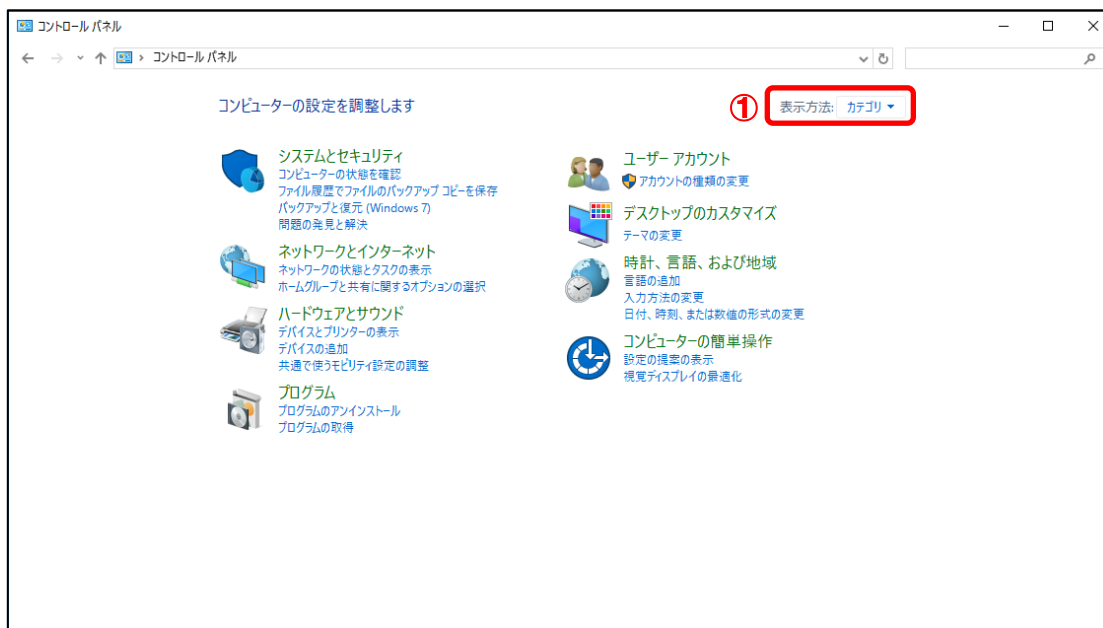 コントロール パネル
コントロール パネル
コンピューターの設定を調整します
①
表示方法: カテゴリ
システムとセキュリティ
コンピューターの状態を確認
ファイル履歴でファイルのバックアップ コピーを保存
バックアップと復元 (Windows 7)
問題の発見と解決
ネットワークとインターネット
ネットワークの状態とタスクの表示
ホームグループと共有に関するオプションの選択
ハードウェアとサウンド
デバイスとプリンターの表示
デバイスの追加
共通で使うモビリティ設定の調整
プログラム
プログラムのアンインストール
プログラムの取得
ユーザー アカウント
アカウントの種類の変更
デスクトップのカスタマイズ
テーマの変更
時計、言語、および地域
言語の追加
入力方法の変更
日付、時刻、または数値の形式の変更
コンピューターの簡単操作
設定の提案の表示
視覚ディスプレイの最適化